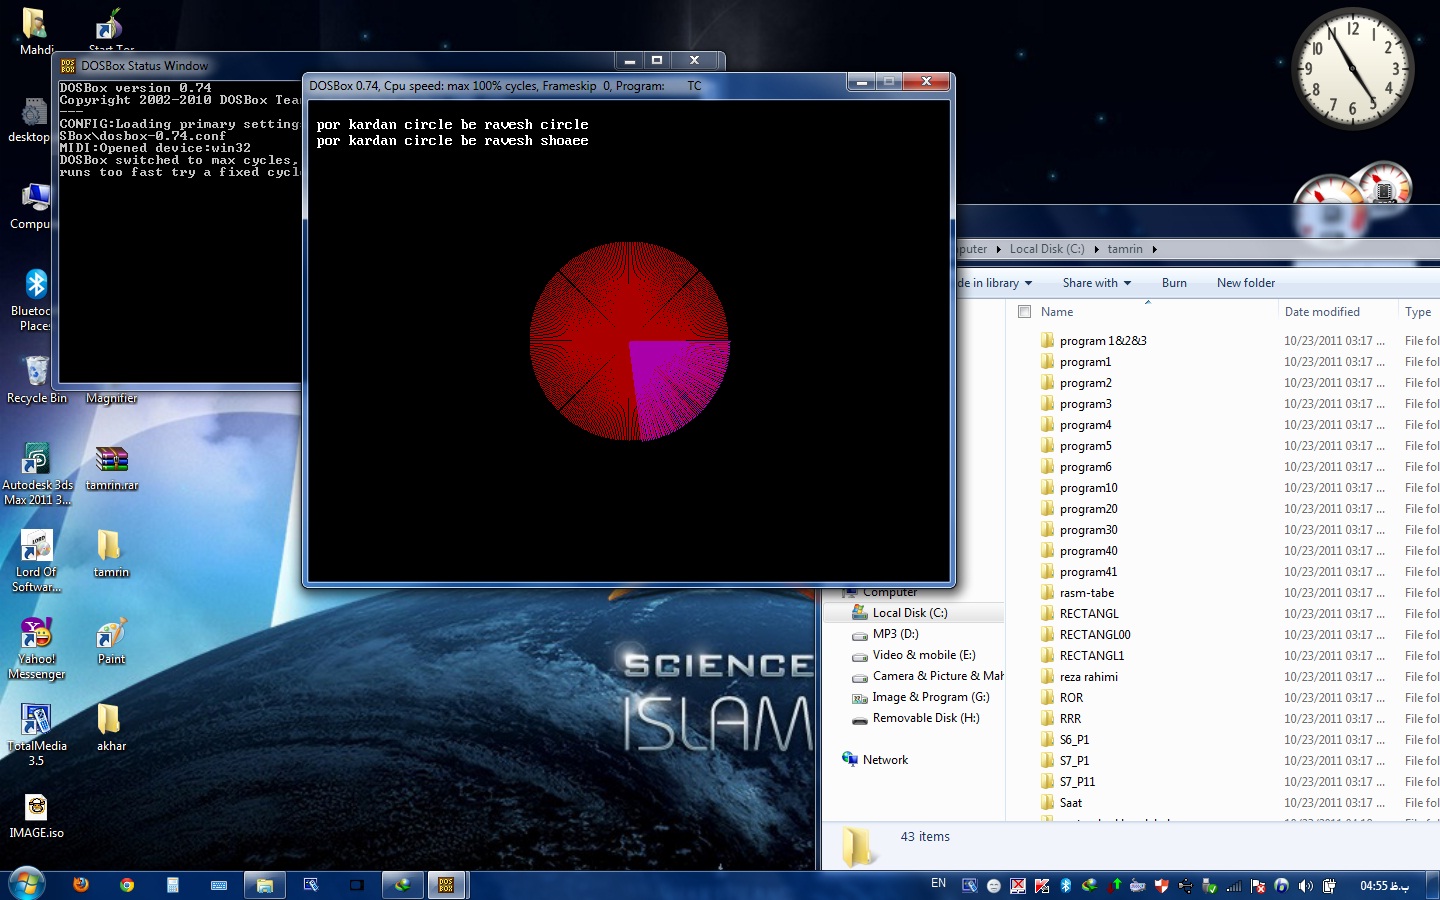 Mahdi
Start Tor
desktop
Compu
Bluetoo
Places
Recycle Bin
Magnifier
Autodesk 3ds
Max 2011 3...
tamrin.rar
Lord Of
Softwar...
tamrin
Yahoo!
Messenger
Paint
TotalMedia
3.5
akhar
IMAGE.iso
DOSBox Status Window
DOSBox version 0.74
Copyright 2002-2010 DOSBox Tea
---
CONFIG:Loading primary setting
SBox\dosbox-0.74.conf
MIDI:Opened device:win32
DOSBox switched to max cycles,
runs too fast try a fixed cycl
DOSBox 0.74, Cpu speed: max 100% cycles, Frameskip 0, Program: TC
por kardan circle be ravesh circle
por kardan circle be ravesh shoaee
SCIENCE
ISLAM
12 1 2 3 4 5 6 7 8 9 10 11
puter Local Disk (C:) tamrin
de in library Share with Burn New folder
Name Date modified Type
program 1&2&3 10/23/2011 03:17 ... File fol
program1 10/23/2011 03:17 ... File fol
program2 10/23/2011 03:17 ... File fol
program3 10/23/2011 03:17 ... File fol
program4 10/23/2011 03:17 ... File fol
program5 10/23/2011 03:17 ... File fol
program6 10/23/2011 03:17 ... File fol
program10 10/23/2011 03:17 ... File fol
program20 10/23/2011 03:17 ... File fol
program30 10/23/2011 03:17 ... File fol
program40 10/23/2011 03:17 ... File fol
program41 10/23/2011 03:17 ... File fol
rasm-tabe 10/23/2011 03:17 ... File fol
RECTANGL 10/23/2011 03:17 ... File fol
RECTANGL00 10/23/2011 03:17 ... File fol
RECTANGL1 10/23/2011 03:17 ... File fol
reza rahimi 10/23/2011 03:17 ... File fol
ROR 10/23/2011 03:17 ... File fol
RRR 10/23/2011 03:17 ... File fol
S6_P1 10/23/2011 03:17 ... File fol
S7_P1 10/23/2011 03:17 ... File fol
S7_P11 10/23/2011 03:17 ... File fol
Saat 10/23/2011 03:17 ... File fol
Computer
Local Disk (C:)
MP3 (D:)
Video & mobile (E:)
Camera & Picture & Mah
Image & Program (G:)
Removable Disk (H:)
Network
43 items
EN
04:55 ب.ظ